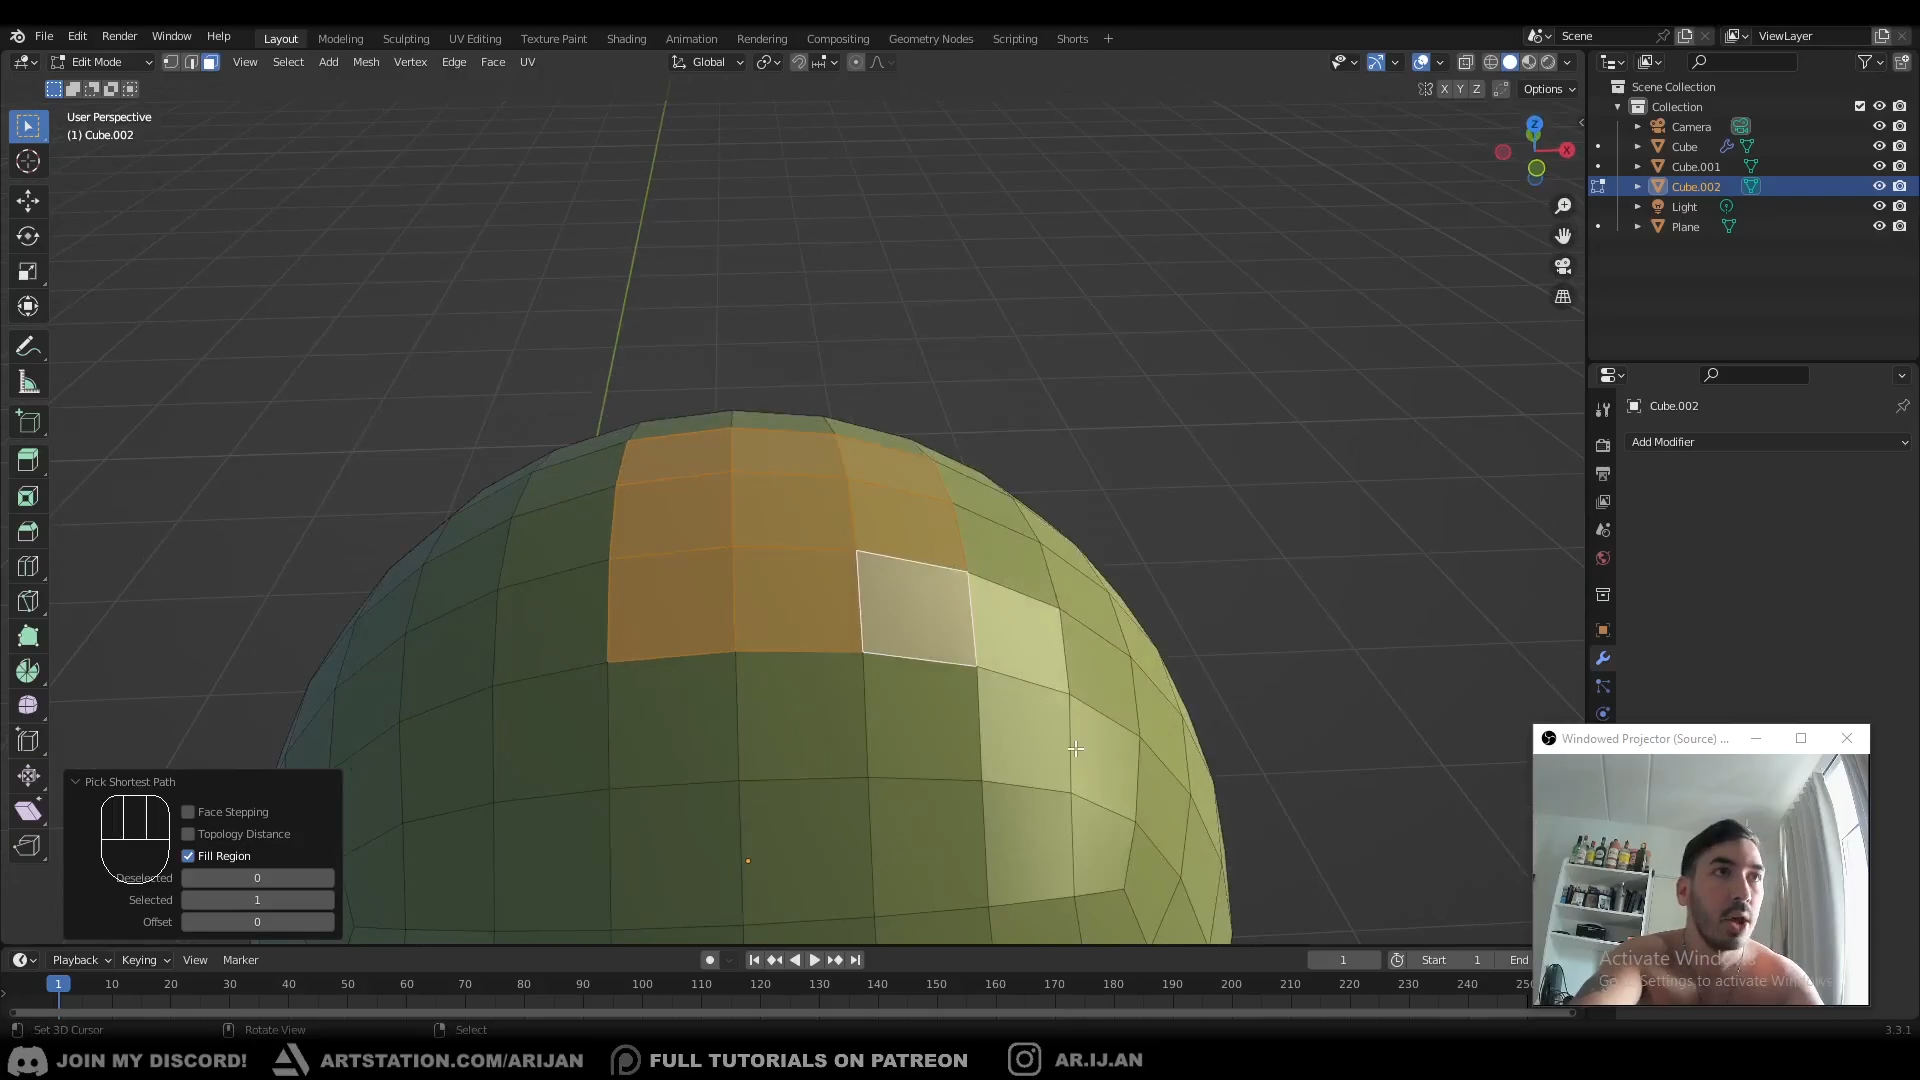 File Edit Render Window Help
Layout Modeling Sculpting UV Editing Texture Paint Shading Animation Rendering Compositing Geometry Nodes Scripting Shorts +
Scene
ViewLayer
Edit Mode View Select Add Mesh Vertex Edge Face UV
Global
X Y Z Options
User Perspective
(1) Cube.002
Z
X
Scene Collection
Collection
Camera
Cube
Cube.001
Cube.002
Light
Plane
Cube.002
Add Modifier
Pick Shortest Path
Face Stepping
Topology Distance
Fill Region
Deselected 0
Selected 1
Offset 0
Windowed Projector (Source) ...
Playback Keying View Marker
1 Start 1 End
1 10 20 30 40 50 60 70 80 90 100 110 120 130 140 150 160 170 180 190 200 210 220 230 240
Set 3D Cursor Rotate View Select
3.3.1
JOIN MY DISCORD! ARTSTATION.COM/ARIJAN FULL TUTORIALS ON PATREON AR.IJ.AN
Activate Windows
Go to Settings to activate Windows.